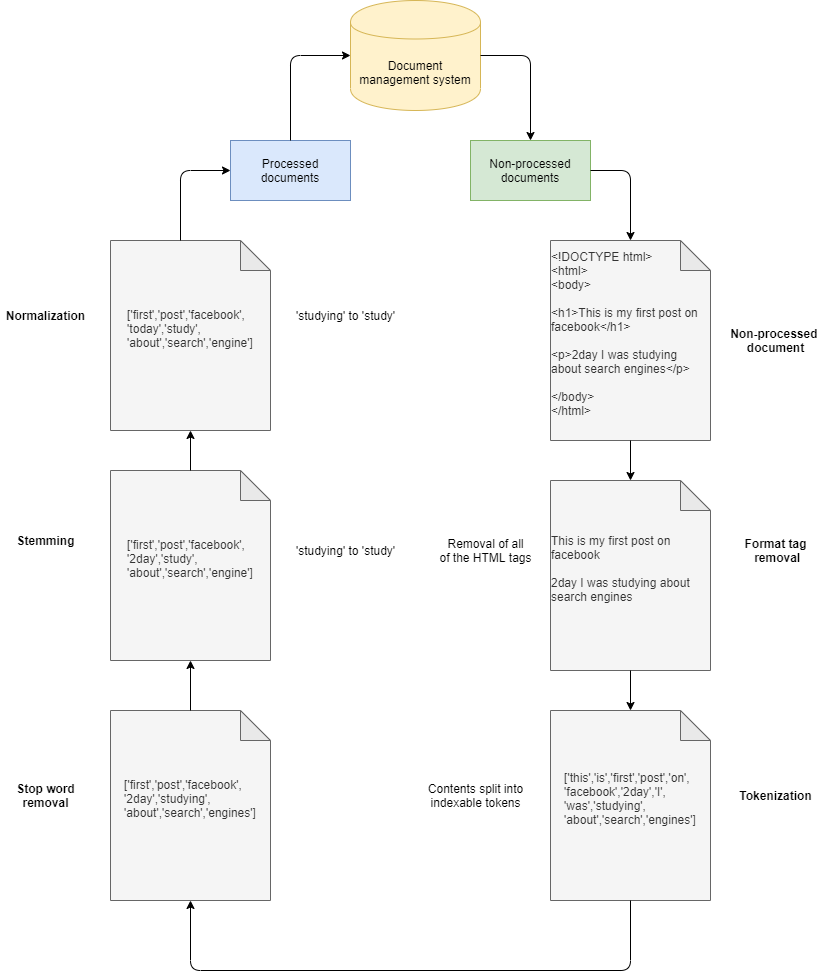 Document
management system
Processed
documents
Non-processed
documents
Normalization
['first','post','facebook',
'today','study',
'about','search','engine']
'studying' to 'study'
<!DOCTYPE html>
<html>
<body>
<h1>This is my first post on
facebook</h1>
<p>2day I was studying
about search engines</p>
</body>
</html>
Non-processed
document
Stemming
['first','post','facebook',
'2day','study',
'about','search','engine']
'studying' to 'study'
Removal of all
of the HTML tags
This is my first post on
facebook
2day I was studying about
search engines
Format tag
removal
Stop word
removal
['first','post','facebook',
'2day','studying',
'about','search','engines']
Contents split into
indexable tokens
['this','is','first','post','on',
'facebook','2day','I',
'was','studying',
'about','search','engines']
Tokenization